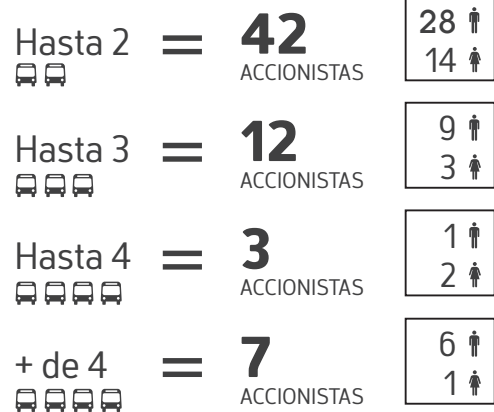 Hasta 2 = 42 28
ACCIONISTAS 14
Hasta 3 = 12 9
ACCIONISTAS 3
Hasta 4 = 3 1
ACCIONISTAS 2
+ de 4 = 7 6
ACCIONISTAS 1